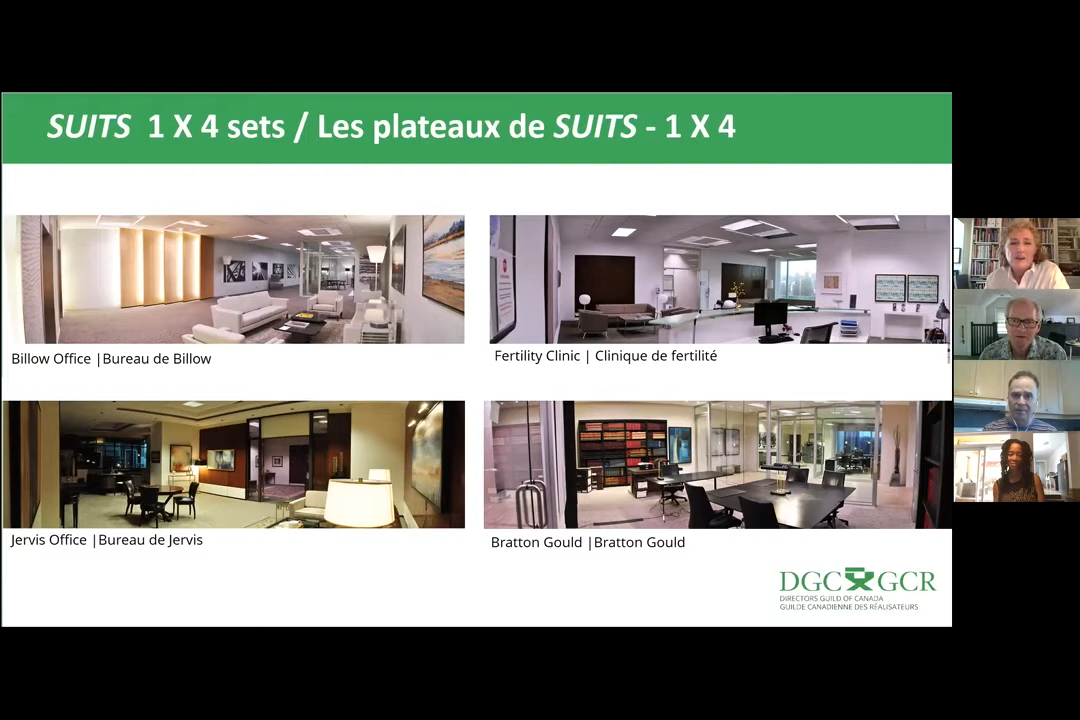 SUITS 1 X 4 sets / Les plateaux de SUITS - 1 X 4
Billow Office |Bureau de Billow
Fertility Clinic | Clinique de fertilité
Jervis Office |Bureau de Jervis
Bratton Gould |Bratton Gould
DGC GCR
DIRECTORS GUILD OF CANADA
GUILDE CANADIENNE DES RÉALISATEURS